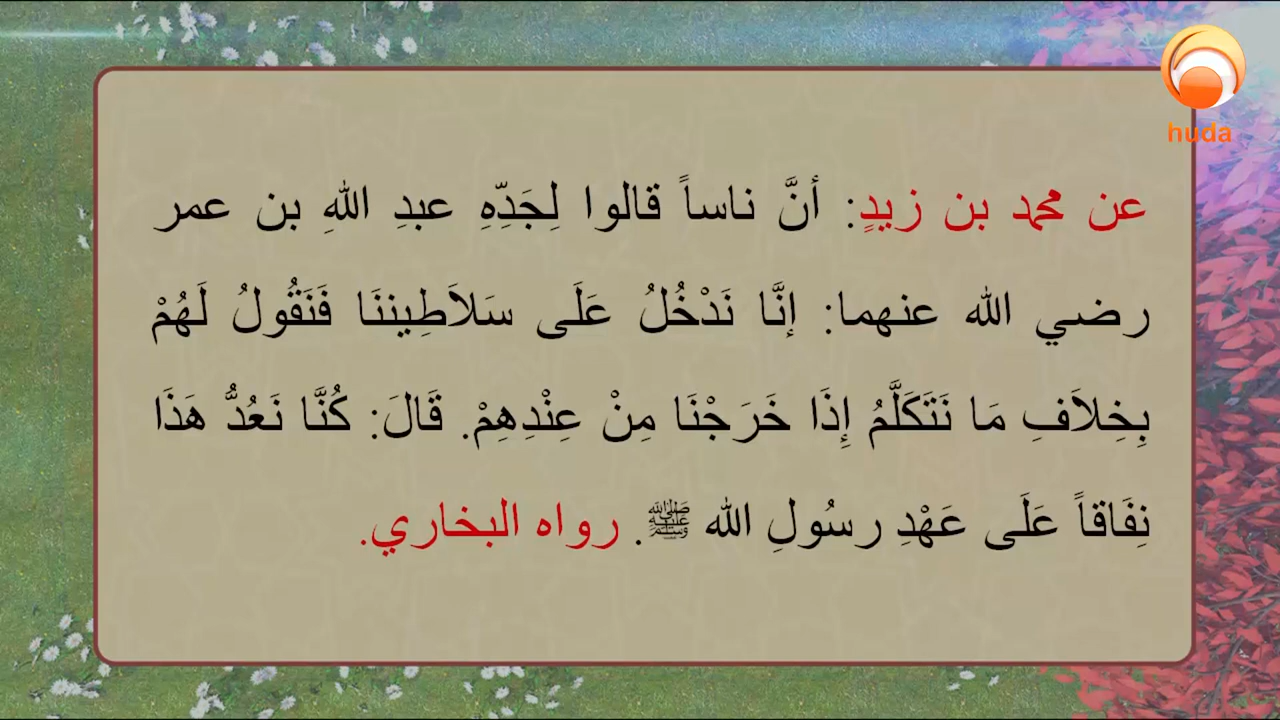 huda
عن محمد بن زيدٍ: أنَّ ناساً قالوا لِجَدِّهِ عبدِ اللهِ بن عمر
رضي الله عنهما: إنَّا نَدْخُلُ عَلَى سَلاَطِيننَا فَنَقُولُ لَهُمْ
بِخِلاَفِ مَا نَتَكَلَّمُ إِذَا خَرَجْنَا مِنْ عِنْدِهِمْ. قَالَ: كُنَّا نَعُدُّ هَذَا
نِفَاقاً عَلَى عَهْدِ رسُولِ الله ﷺ. رواه البخاري.